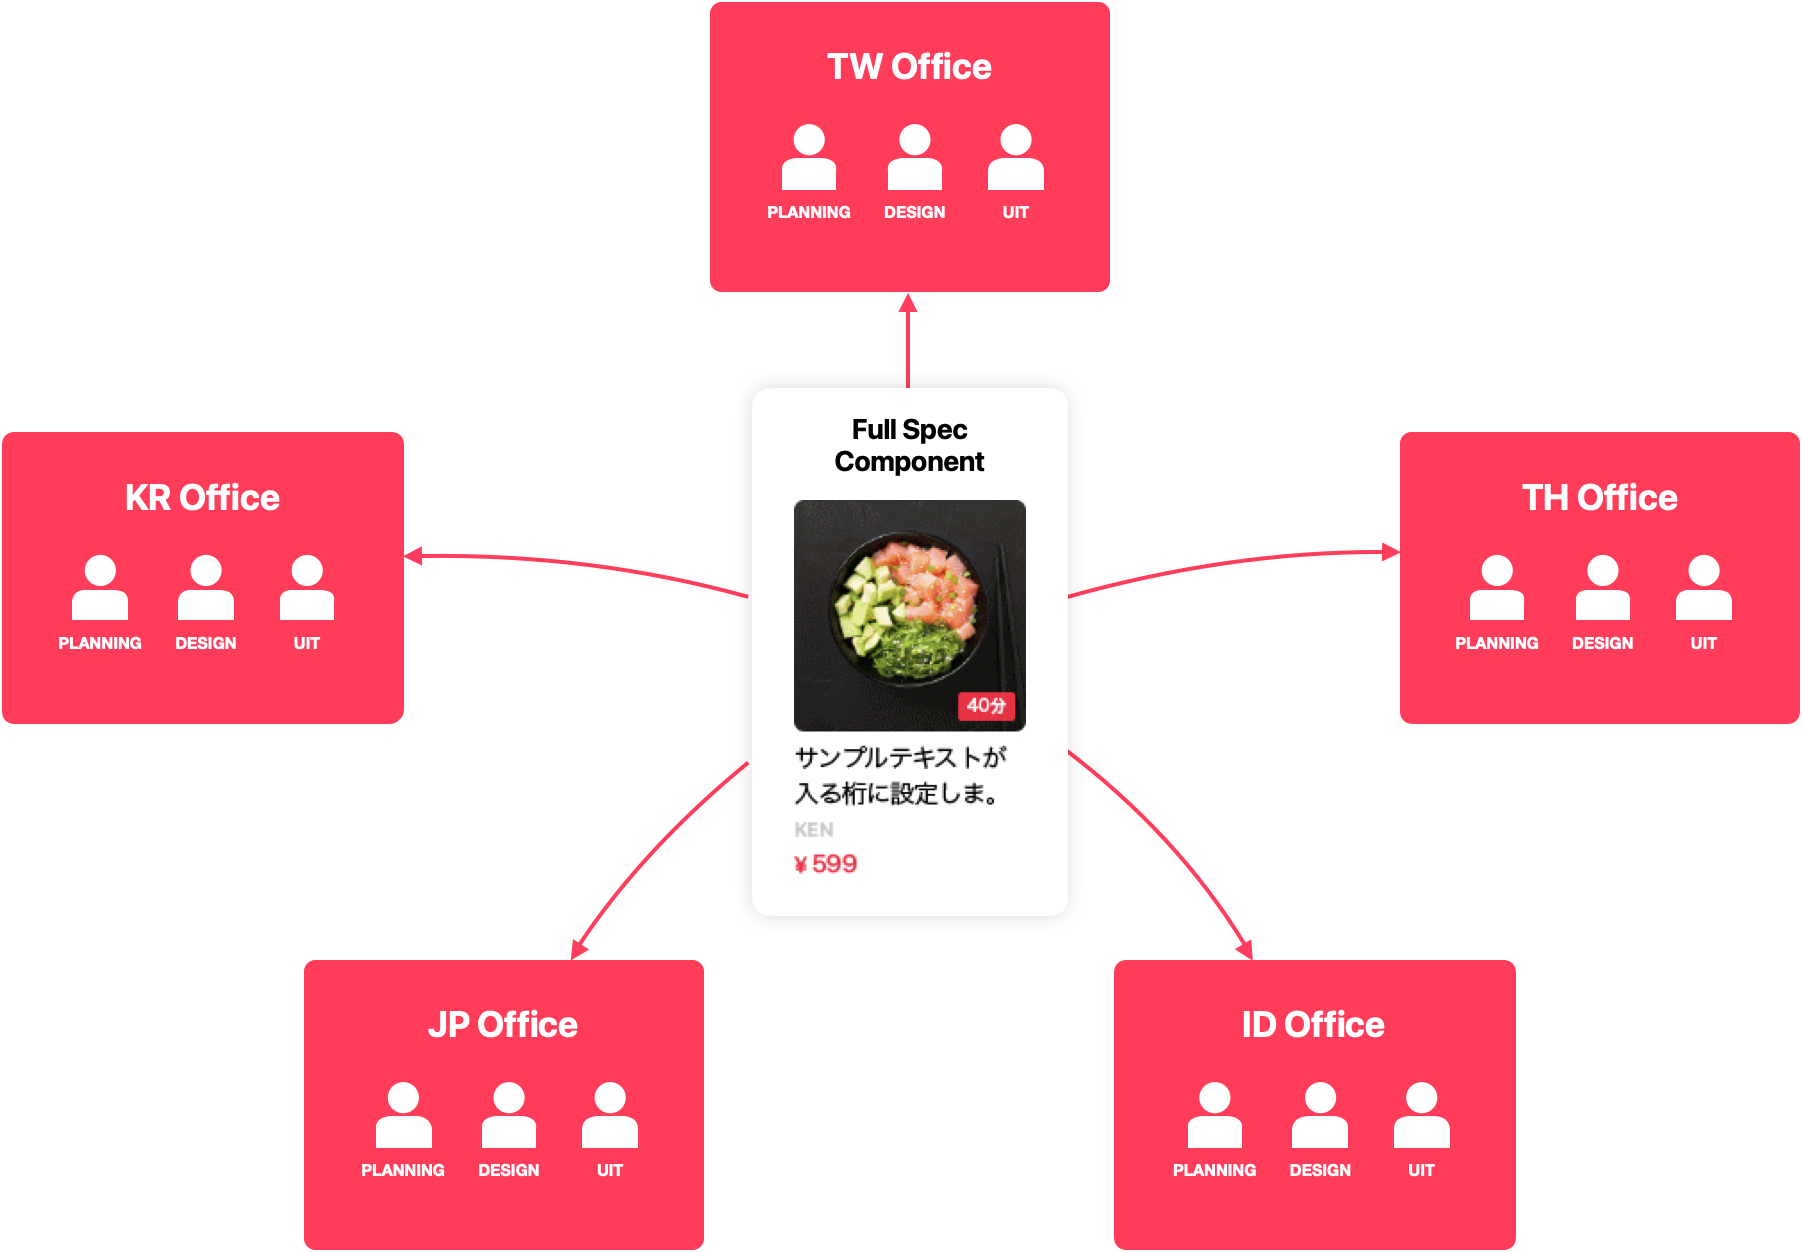 TW Office
PLANNING DESIGN UIT
Full Spec
Component
40分
サンプルテキストが
入る桁に設定しま。
KEN
¥ 599
KR Office
PLANNING DESIGN UIT
TH Office
PLANNING DESIGN UIT
JP Office
PLANNING DESIGN UIT
ID Office
PLANNING DESIGN UIT